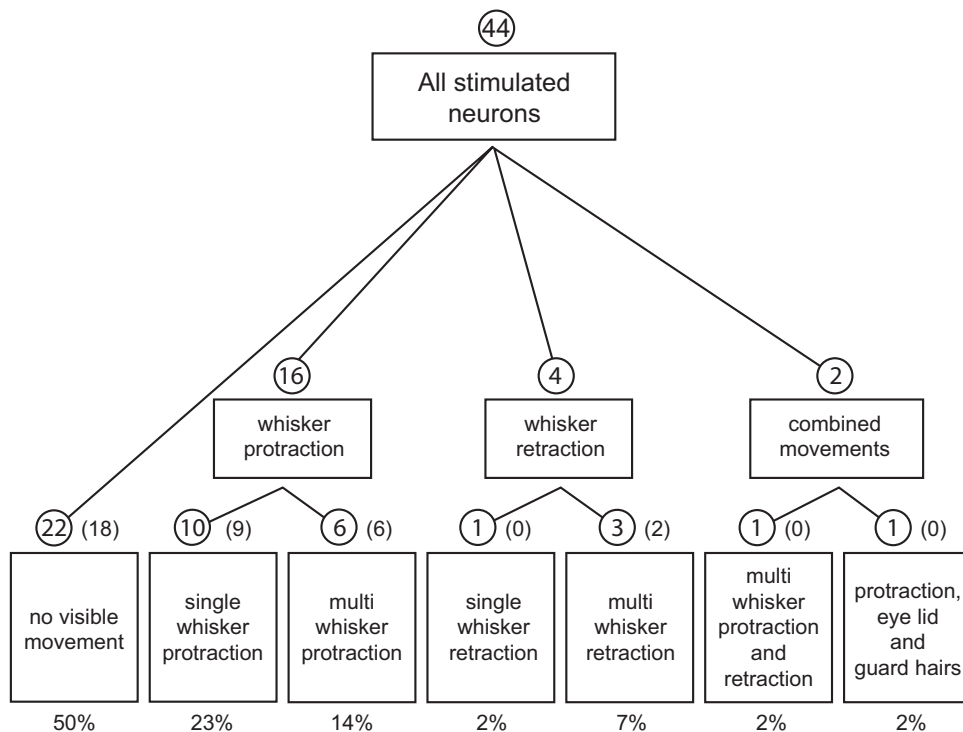 44
All stimulated
neurons
16
4
2
whisker
protraction
whisker
retraction
combined
movements
22 (18)
10 (9)
6 (6)
1 (0)
3 (2)
1 (0)
1 (0)
no visible
movement
single
whisker
protraction
multi
whisker
protraction
single
whisker
retraction
multi
whisker
retraction
multi
whisker
protraction
and
retraction
protraction,
eye lid
and
guard hairs
50%
23%
14%
2%
7%
2%
2%